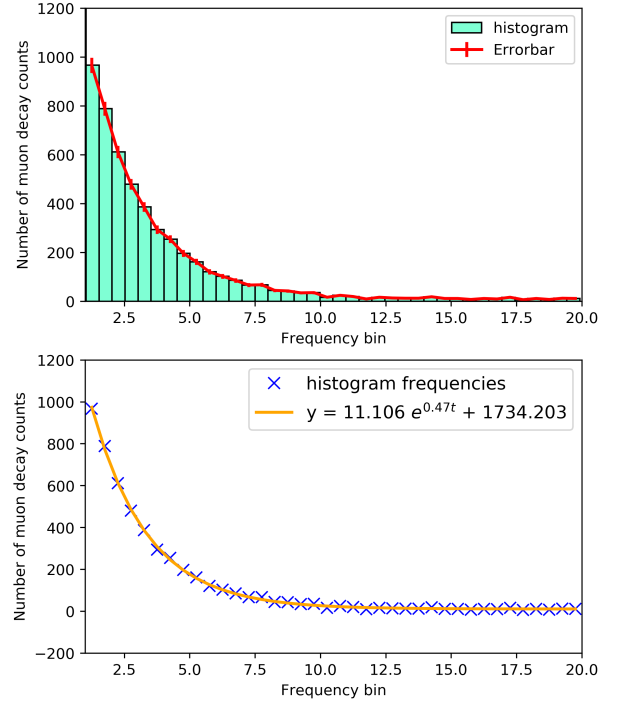 1200
1000
800
600
400
200
0
Number of muon decay counts
histogram
Errorbar
2.5 5.0 7.5 10.0 12.5 15.0 17.5 20.0
Frequency bin
1200
1000
800
600
400
200
0
−200
Number of muon decay counts
histogram frequencies
y = 11.106 e^{0.47t} + 1734.203
2.5 5.0 7.5 10.0 12.5 15.0 17.5 20.0
Frequency bin